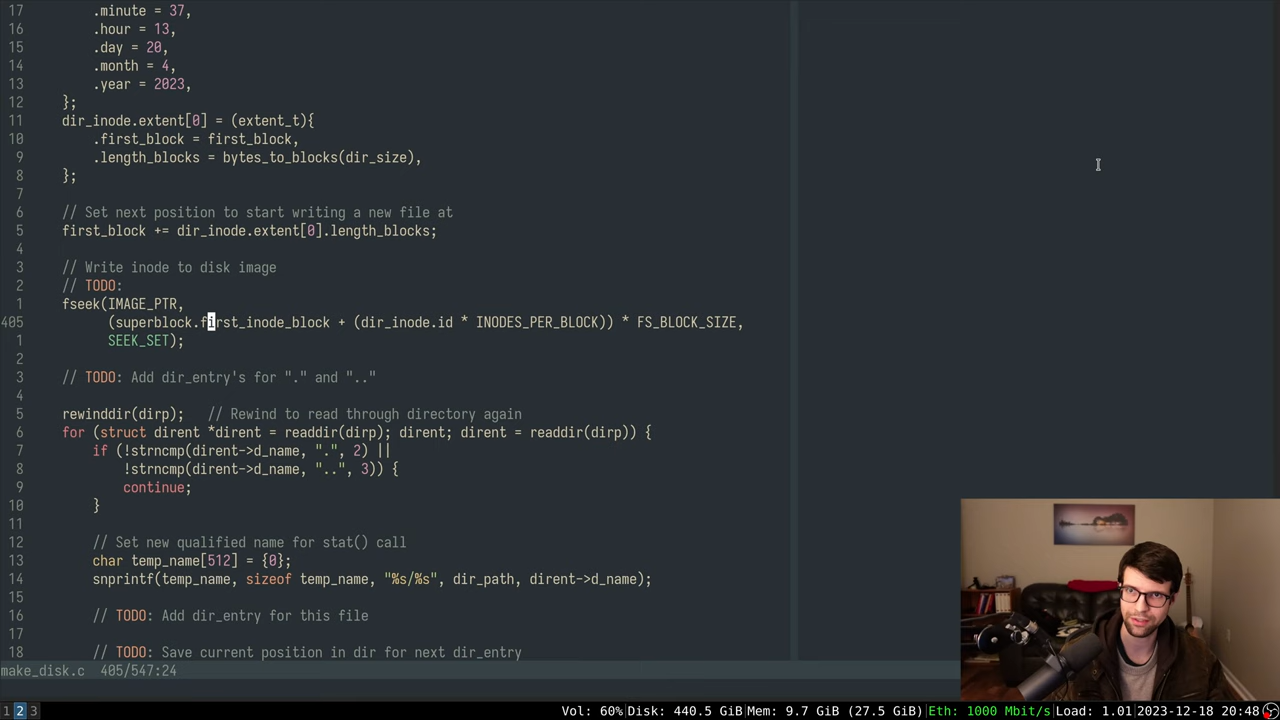 17 .minute = 37,
16 .hour = 13,
15 .day = 20,
14 .month = 4,
13 .year = 2023,
12 };
11 dir_inode.extent[0] = (extent_t){
10 .first_block = first_block,
9 .length_blocks = bytes_to_blocks(dir_size),
8 };
7
6 // Set next position to start writing a new file at
5 first_block += dir_inode.extent[0].length_blocks;
4
3 // Write inode to disk image
2 // TODO:
1 fseek(IMAGE_PTR,
405 (superblock.first_inode_block + (dir_inode.id * INODES_PER_BLOCK)) * FS_BLOCK_SIZE,
1 SEEK_SET);
2
3 // TODO: Add dir_entry's for "." and ".."
4
5 rewinddir(dirp); // Rewind to read through directory again
6 for (struct dirent *dirent = readdir(dirp); dirent; dirent = readdir(dirp)) {
7 if (!strncmp(dirent->d_name, ".", 2) ||
8 !strncmp(dirent->d_name, "..", 3)) {
9 continue;
10 }
11
12 // Set new qualified name for stat() call
13 char temp_name[512] = {0};
14 snprintf(temp_name, sizeof temp_name, "%s/%s", dir_path, dirent->d_name);
15
16 // TODO: Add dir_entry for this file
17
18 // TODO: Save current position in dir for next dir_entry
make_disk.c 405/547:24
1 2 3 Vol: 60%|Disk: 440.5 GiB|Mem: 9.7 GiB (27.5 GiB)|Eth: 1000 Mbit/s|Load: 1.01|2023-12-18 20:48